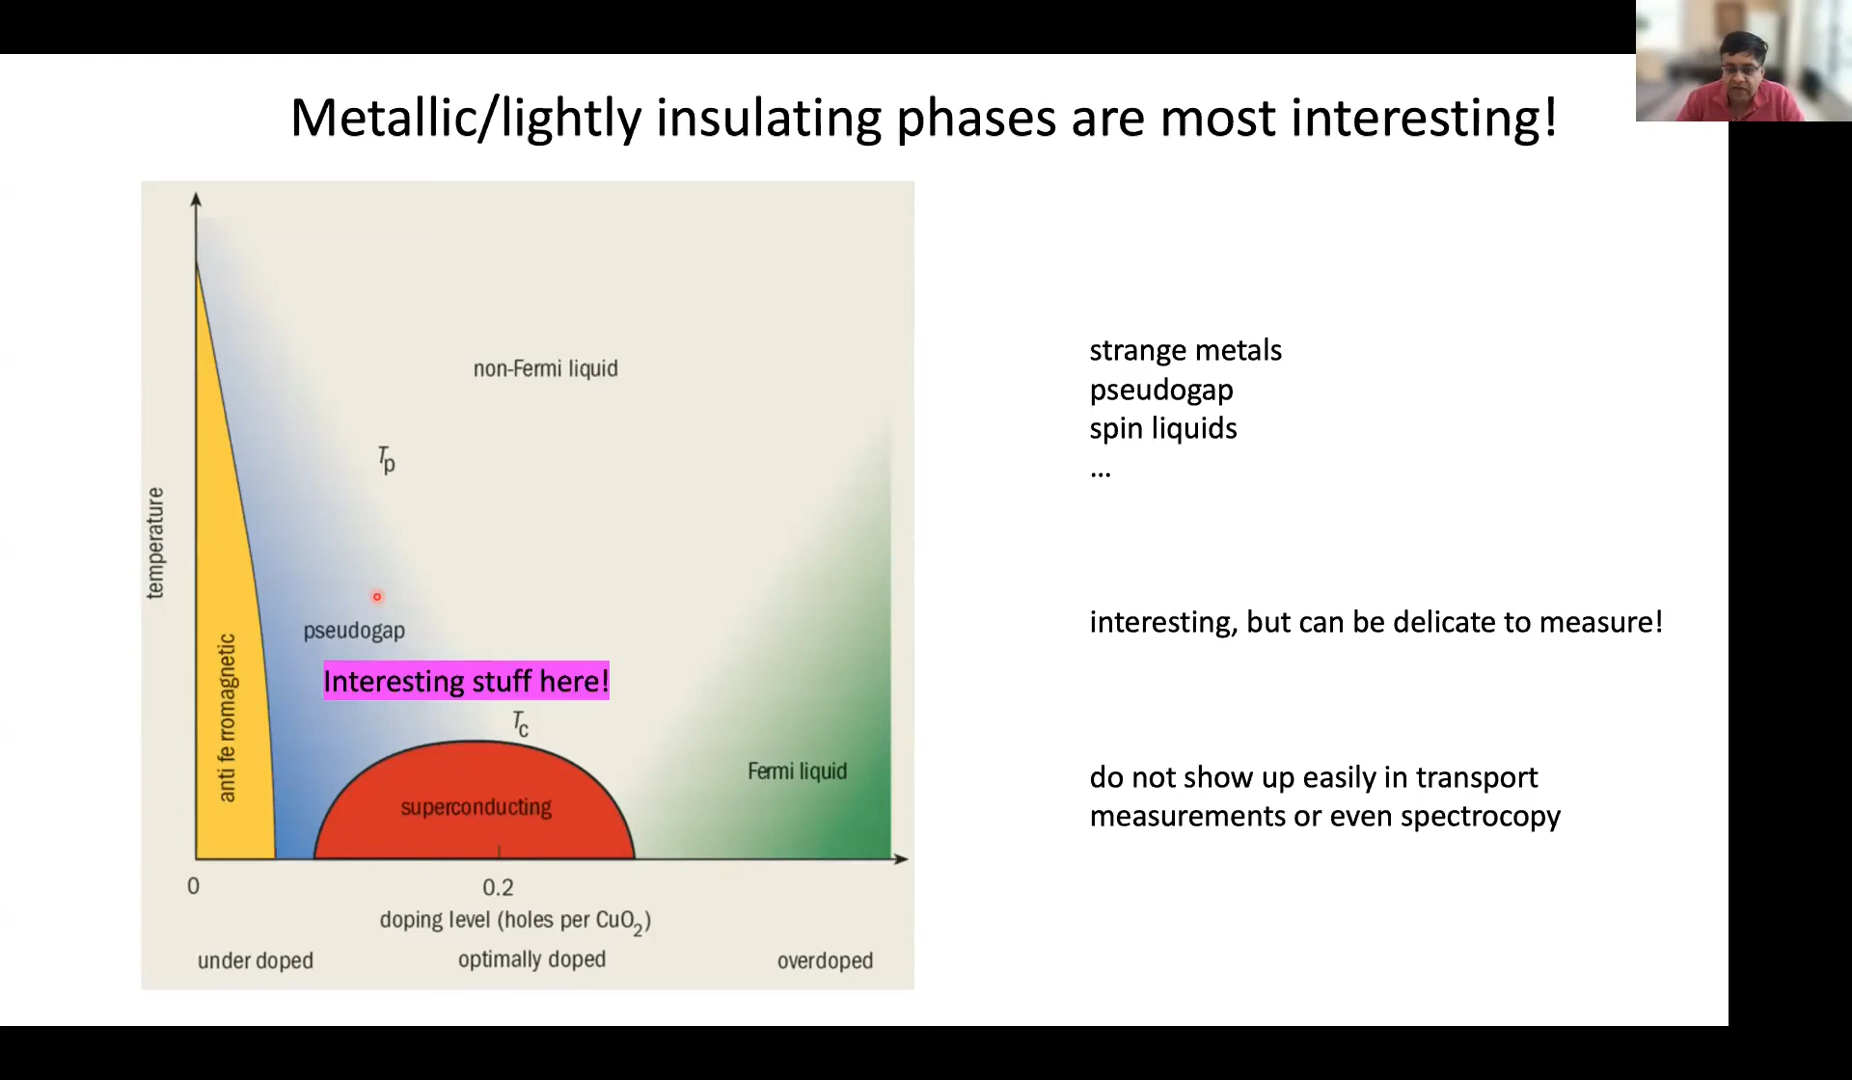 Metallic/lightly insulating phases are most interesting!
non-Fermi liquid
Tp
temperature
pseudogap
Interesting stuff here!
anti fe rromagnetic
Tc
Fermi liquid
superconducting
0
0.2
doping level (holes per CuO2)
under doped
optimally doped
overdoped
strange metals
pseudogap
spin liquids
...
interesting, but can be delicate to measure!
do not show up easily in transport
measurements or even spectrocopy